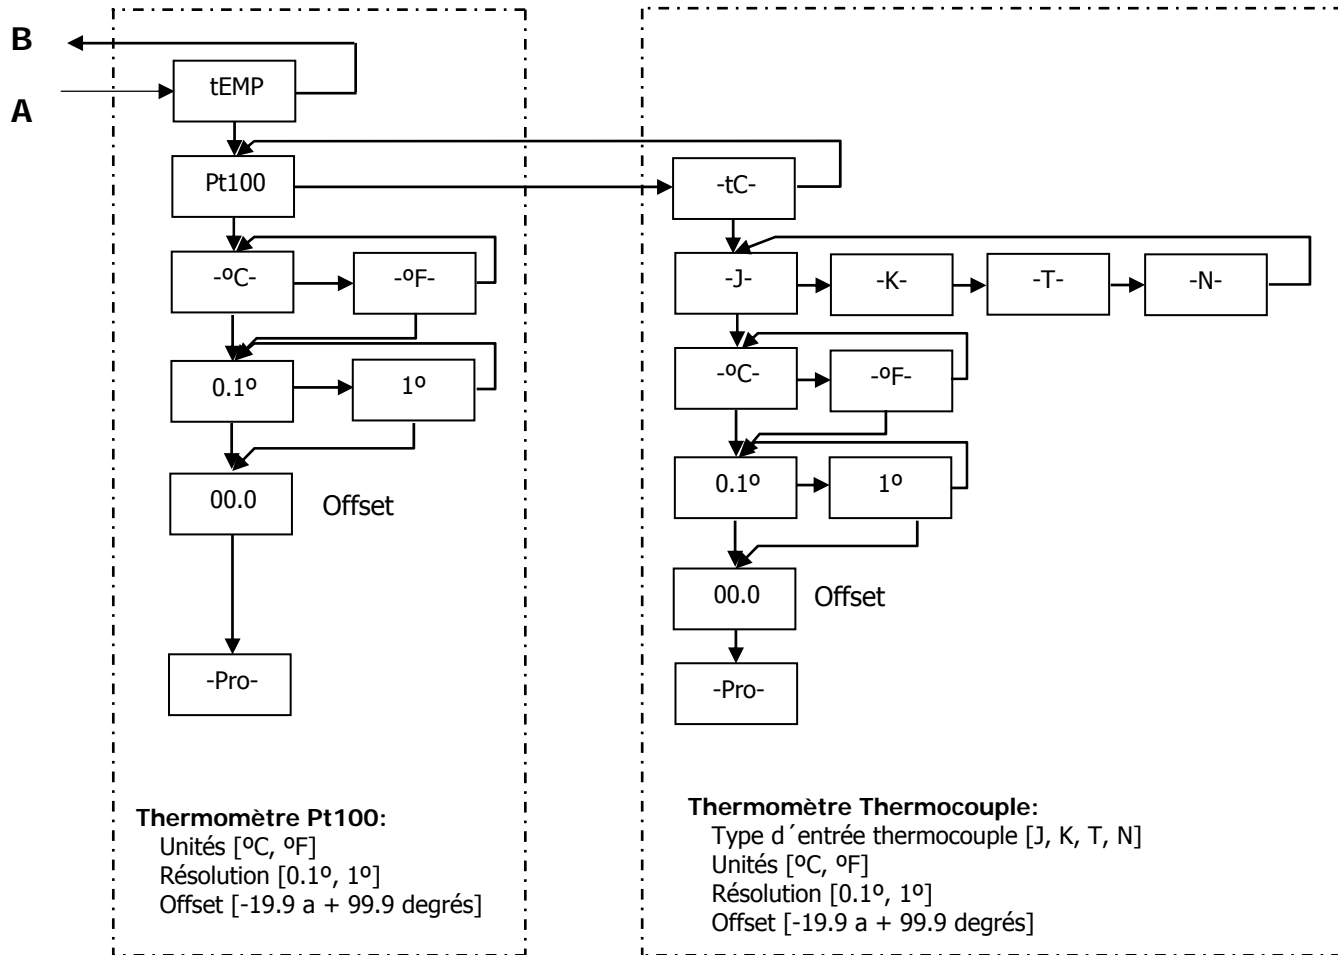 B
A
tEMP
Pt100
-ºC-
-ºF-
0.1º
1º
00.0
Offset
-Pro-
Thermomètre Pt100:
Unités [ºC, ºF]
Résolution [0.1º, 1º]
Offset [-19.9 a + 99.9 degrés]
-tC-
-J-
-K-
-T-
-N-
-ºC-
-ºF-
0.1º
1º
00.0
Offset
-Pro-
Thermomètre Thermocouple:
Type d´entrée thermocouple [J, K, T, N]
Unités [ºC, ºF]
Résolution [0.1º, 1º]
Offset [-19.9 a + 99.9 degrés]